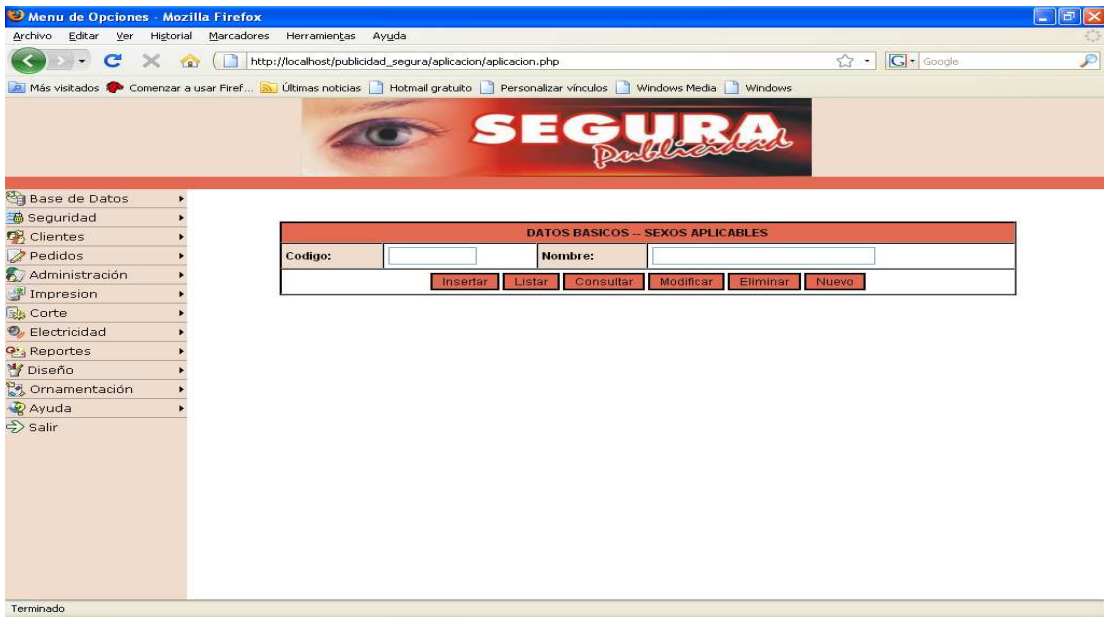 Menu de Opciones - Mozilla Firefox
Archivo Editar Ver Historial Marcadores Herramientas Ayuda
http://localhost/publicidad_segura/aplicacion/aplicacion.php
G Google
Más visitados Comenzar a usar Firef... Últimas noticias Hotmail gratuito Personalizar vínculos Windows Media Windows
SEGURA
Publicidad
Base de Datos
Seguridad
Clientes
Pedidos
Administración
Impresion
Corte
Electricidad
Reportes
Diseño
Ornamentación
Ayuda
Salir
DATOS BASICOS -- SEXOS APLICABLES
Codigo: Nombre:
Insertar Listar Consultar Modificar Eliminar Nuevo
Terminado